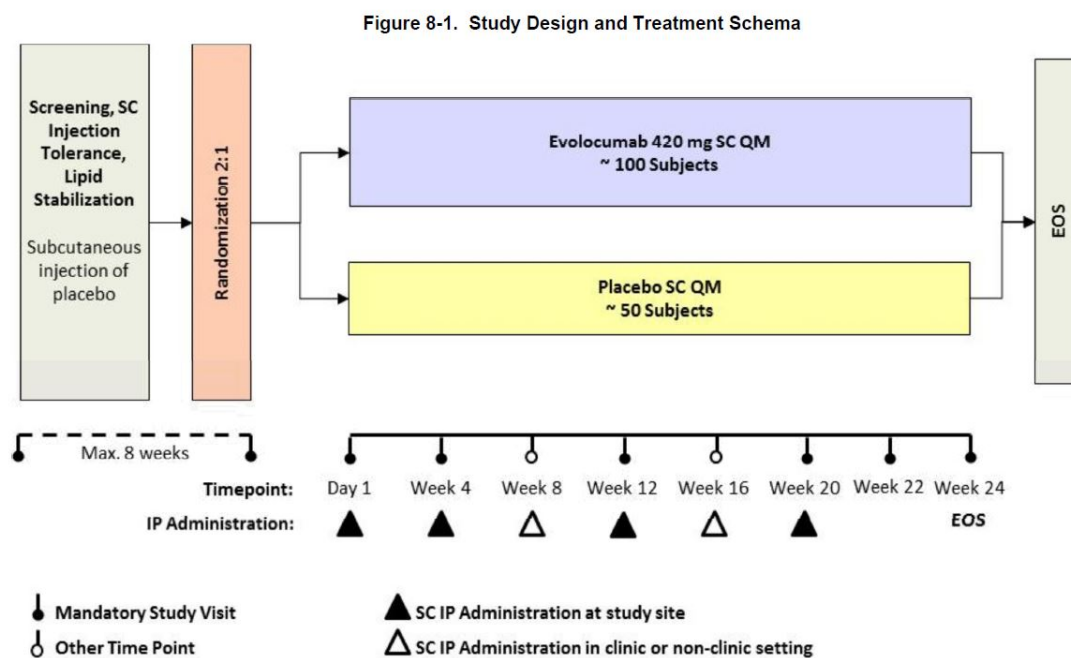 Figure 8-1. Study Design and Treatment Schema
Screening, SC
Injection
Tolerance,
Lipid
Stabilization
Subcutaneous
injection of
placebo
Randomization 2:1
Evolocumab 420 mg SC QM
~ 100 Subjects
Placebo SC QM
~ 50 Subjects
EOS
Max. 8 weeks
Timepoint: Day 1 Week 4 Week 8 Week 12 Week 16 Week 20 Week 22 Week 24
IP Administration: EOS
Mandatory Study Visit
SC IP Administration at study site
Other Time Point
SC IP Administration in clinic or non-clinic setting